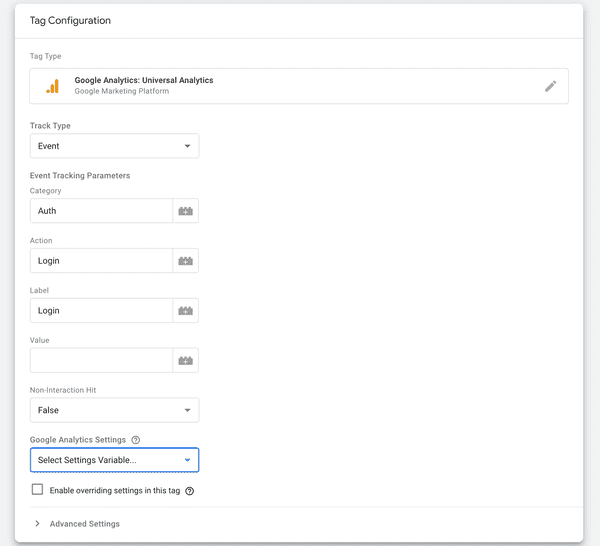 Tag Configuration
Tag Type
Google Analytics: Universal Analytics
Google Marketing Platform
Track Type
Event
Event Tracking Parameters
Category
Auth
Action
Login
Label
Login
Value
Non-Interaction Hit
False
Google Analytics Settings
Select Settings Variable...
Enable overriding settings in this tag
Advanced Settings